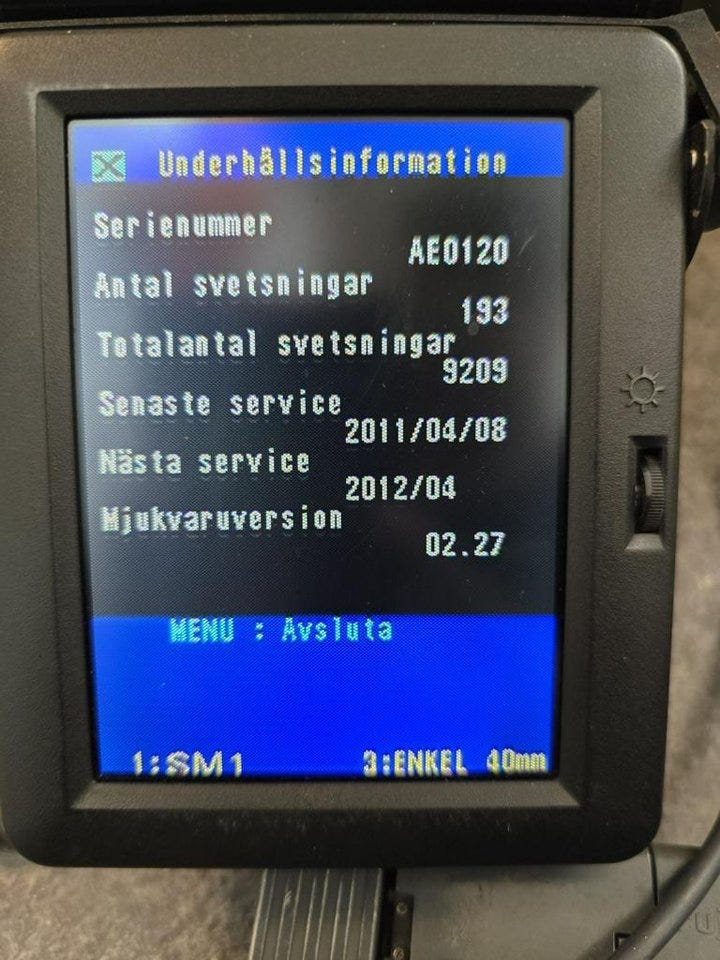 Underhållsinformation
Serienummer
AE0120
Antal svetsningar
193
Totalantal svetsningar
9209
Senaste service
2011/04/08
Nästa service
2012/04
Mjukvaruversion
02.27
MENU : Avsluta
1:SM1 3:ENKEL 40mm